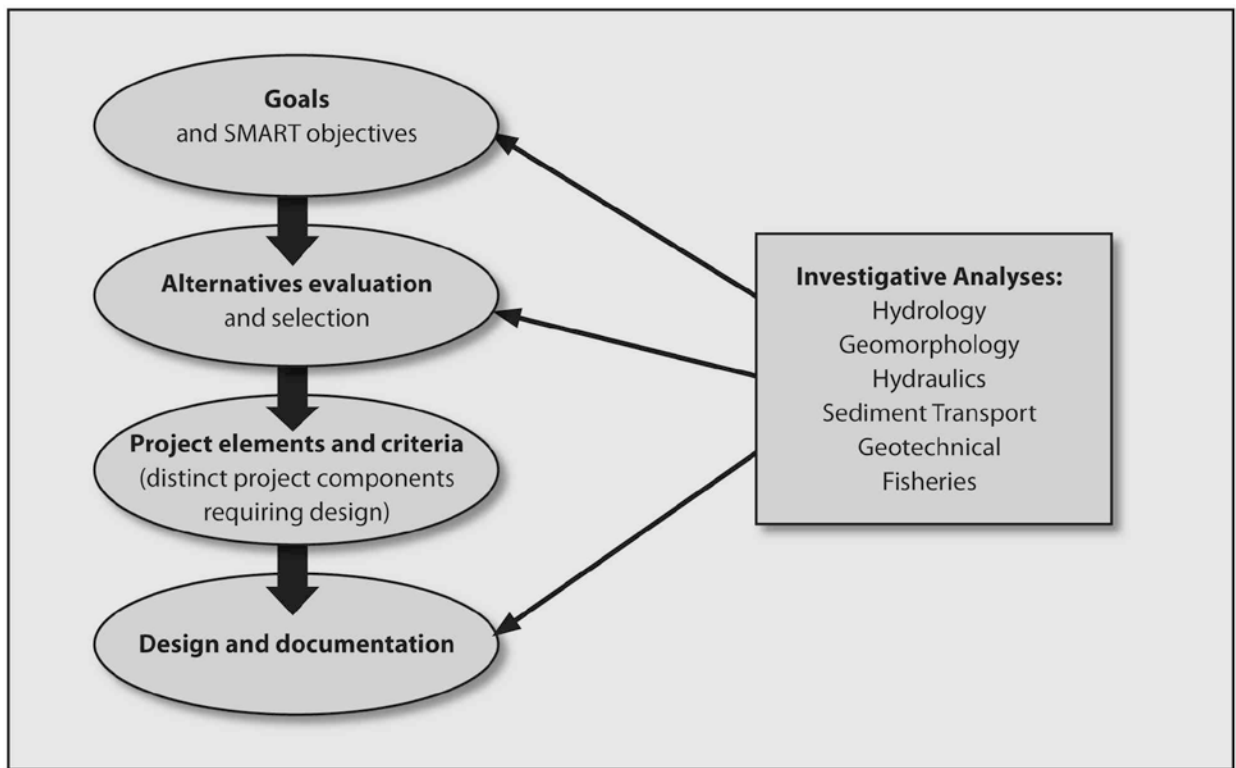 Goals
and SMART objectives
Alternatives evaluation
and selection
Project elements and criteria
(distinct project components
requiring design)
Design and documentation
Investigative Analyses:
Hydrology
Geomorphology
Hydraulics
Sediment Transport
Geotechnical
Fisheries